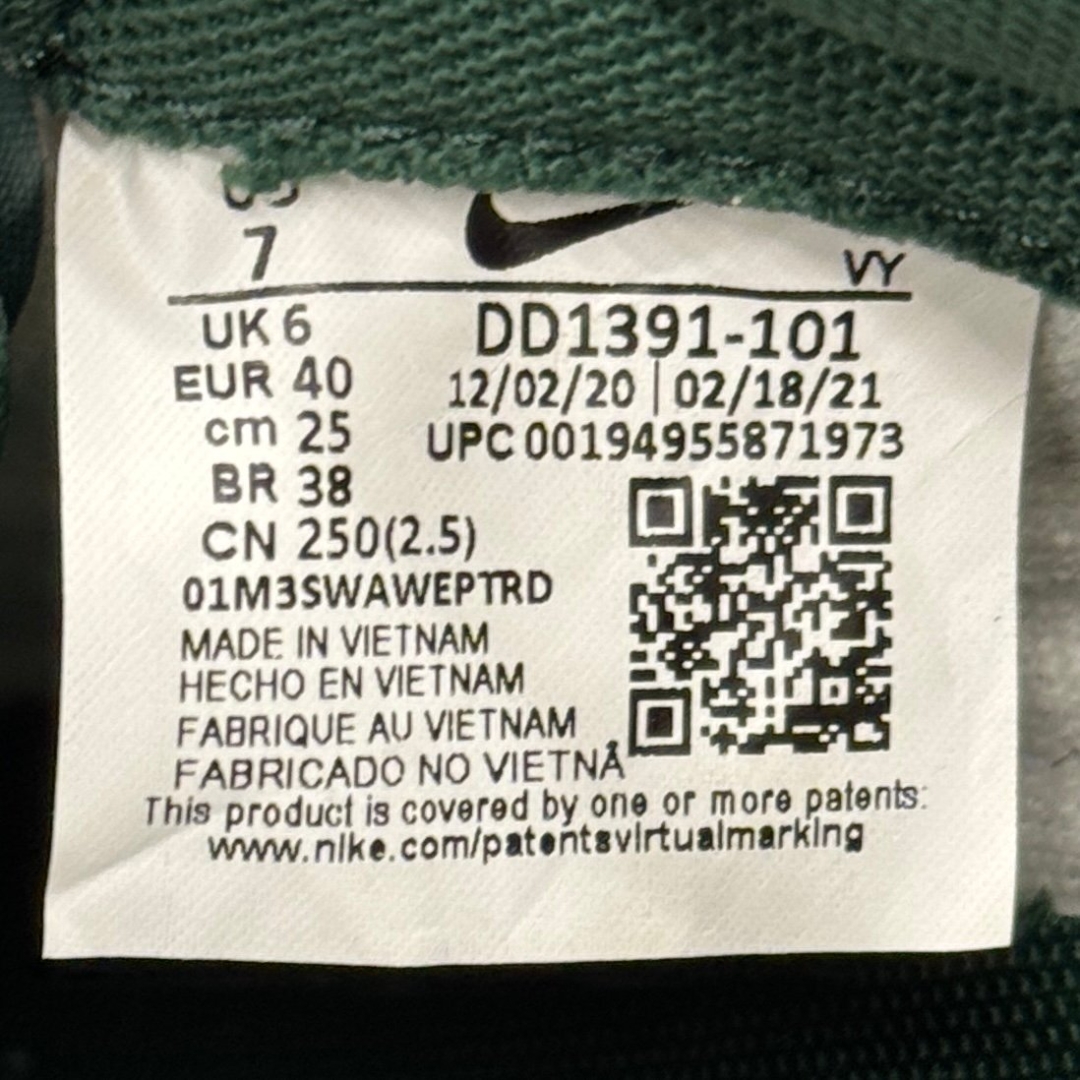 US
7
VY
UK 6
DD1391-101
EUR 40
12/02/20 | 02/18/21
cm 25
UPC 00194955871973
BR 38
CN 250(2.5)
01M3SWAWEPTRD
MADE IN VIETNAM
HECHO EN VIETNAM
FABRIQUE AU VIETNAM
FABRICADO NO VIETNÃ
This product is covered by one or more patents:
www.nike.com/patentsvirtualmarking